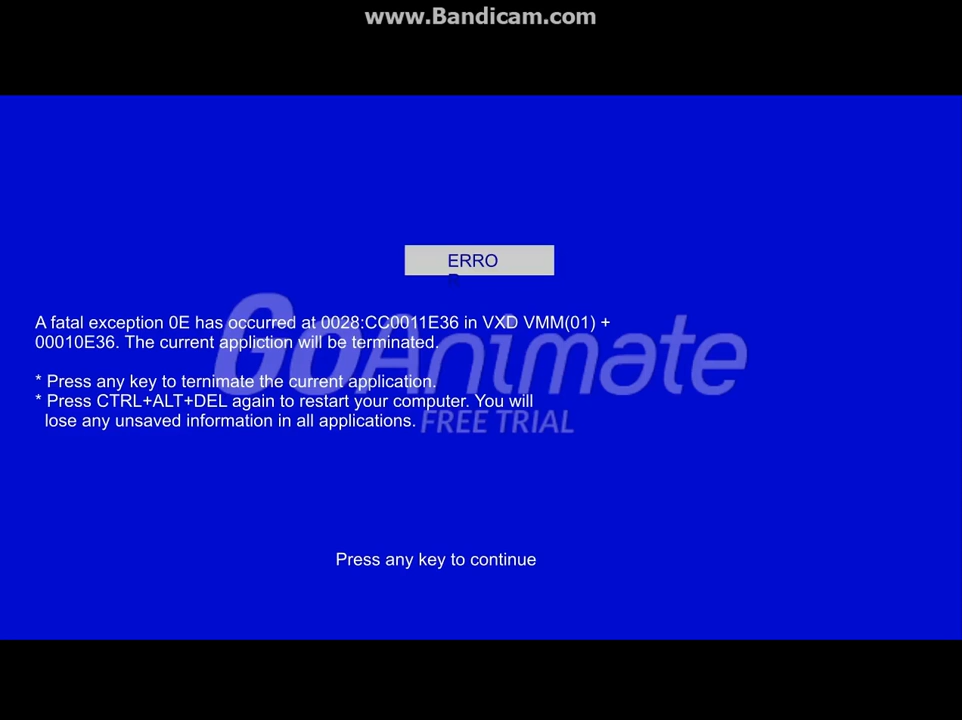 www.Bandicam.com
ERRO
R
A fatal exception 0E has occurred at 0028:CC0011E36 in VXD VMM(01) +
00010E36. The current appliction will be terminated.
GoAnimate
* Press any key to ternimate the current application.
* Press CTRL+ALT+DEL again to restart your computer. You will
lose any unsaved information in all applications.
FREE TRIAL
Press any key to continue